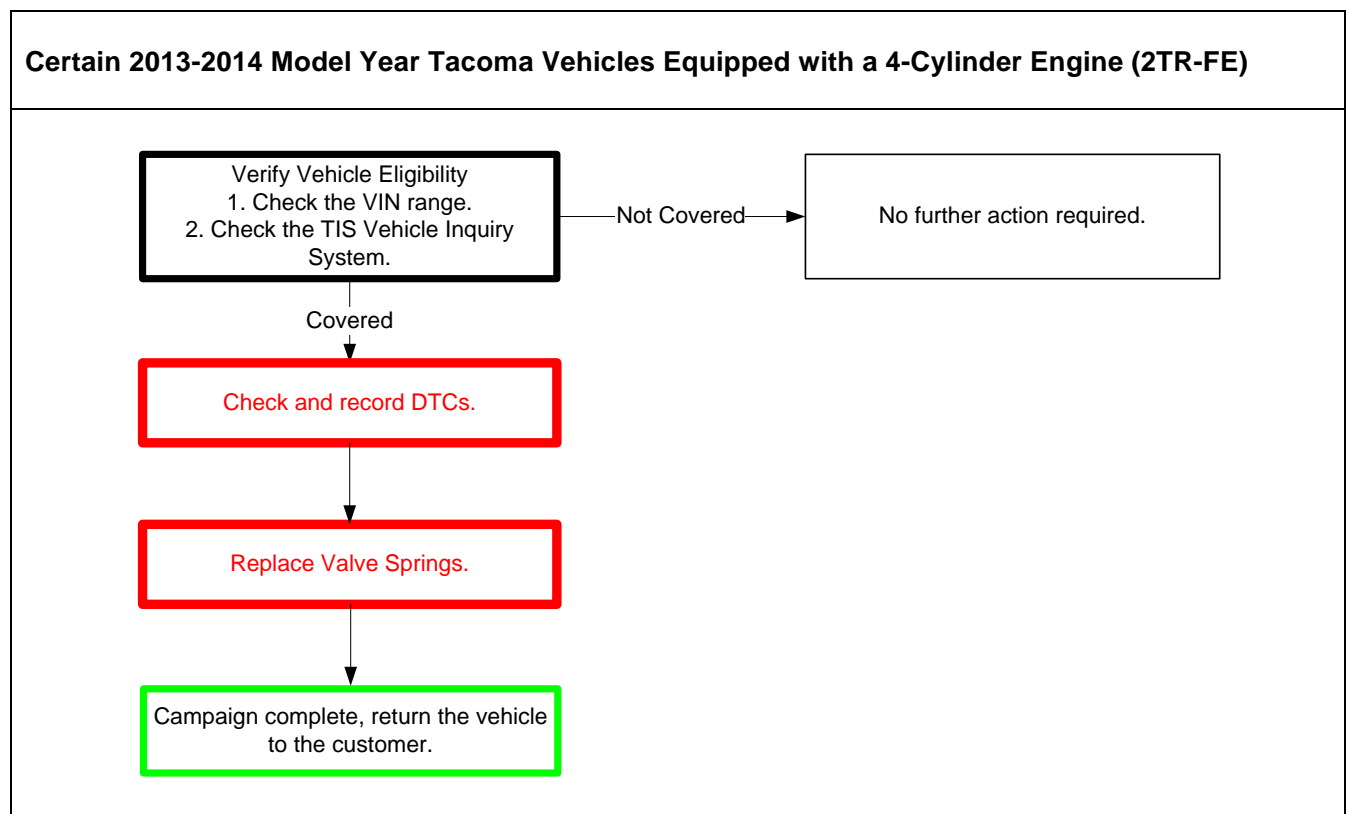 Certain 2013-2014 Model Year Tacoma Vehicles Equipped with a 4-Cylinder Engine (2TR-FE)
Verify Vehicle Eligibility
1. Check the VIN range.
2. Check the TIS Vehicle Inquiry
System.
Not Covered
No further action required.
Covered
Check and record DTCs.
Replace Valve Springs.
Campaign complete, return the vehicle
to the customer.